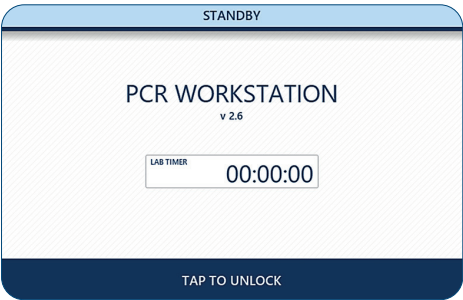 STANDBY
PCR WORKSTATION
v 2.6
LAB TIMER
00:00:00
TAP TO UNLOCK